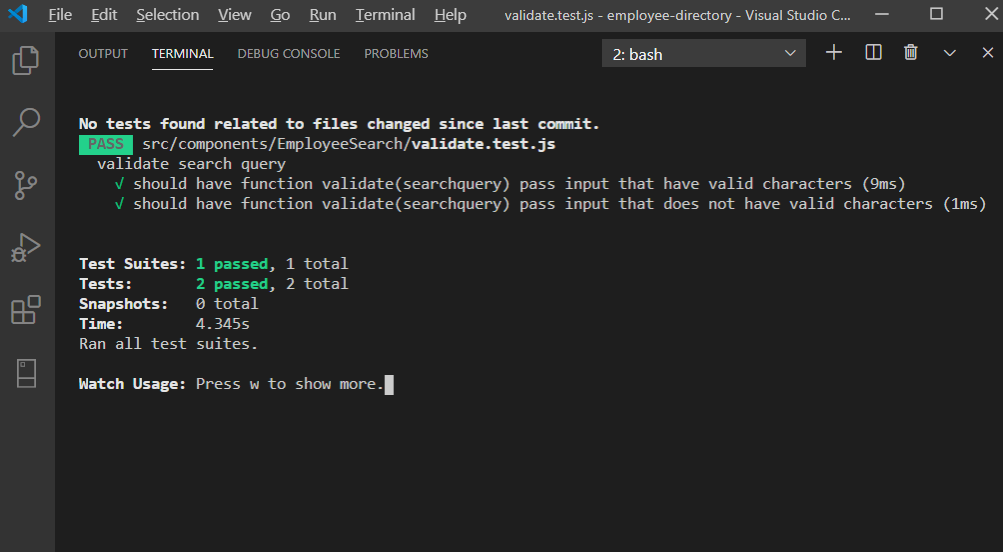 File Edit Selection View Go Run Terminal Help validate.test.js - employee-directory - Visual Studio C...
OUTPUT TERMINAL DEBUG CONSOLE PROBLEMS 2: bash
No tests found related to files changed since last commit.
PASS src/components/EmployeeSearch/validate.test.js
validate search query
√ should have function validate(searchquery) pass input that have valid characters (9ms)
√ should have function validate(searchquery) pass input that does not have valid characters (1ms)
Test Suites: 1 passed, 1 total
Tests: 2 passed, 2 total
Snapshots: 0 total
Time: 4.345s
Ran all test suites.
Watch Usage: Press w to show more.